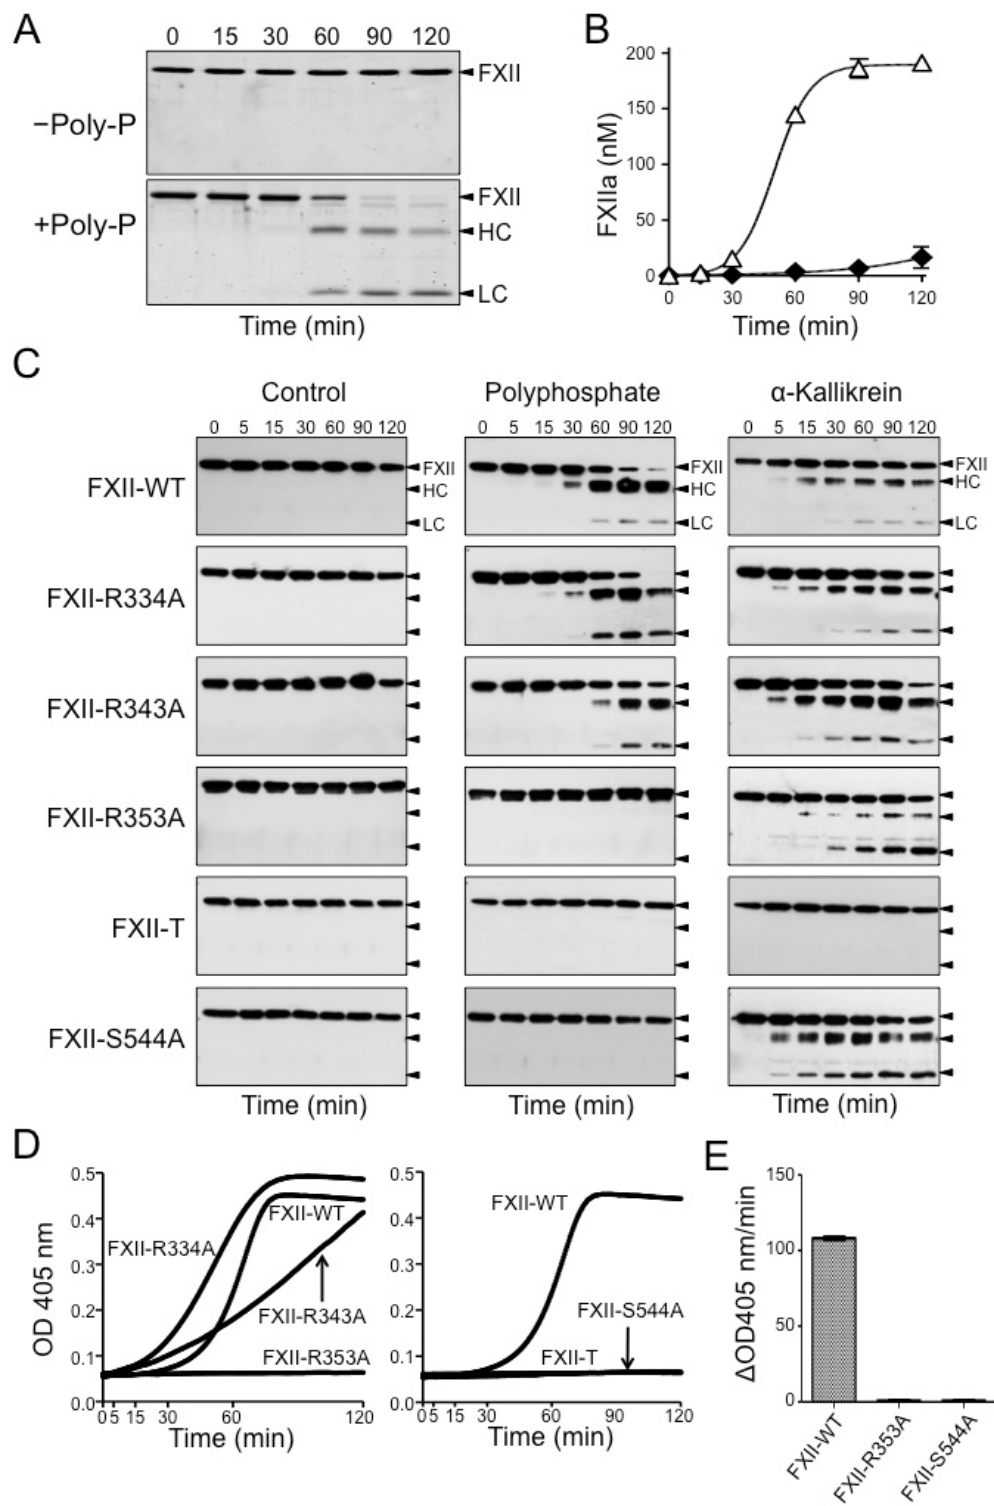 A
0 15 30 60 90 120
−Poly-P
FXII
+Poly-P
FXII
HC
LC
Time (min)
B
FXIIa (nM)
200
150
100
50
0
0 30 60 90 120
Time (min)
C
Control
Polyphosphate
α-Kallikrein
0 5 15 30 60 90 120
0 5 15 30 60 90 120
0 5 15 30 60 90 120
FXII-WT
FXII
HC
LC
FXII
HC
LC
FXII
HC
LC
FXII-R334A
FXII-R343A
FXII-R353A
FXII-T
FXII-S544A
Time (min)
Time (min)
Time (min)
D
OD 405 nm
0.5
0.4
0.3
0.2
0.1
0.0
FXII-R334A
FXII-WT
FXII-R343A
FXII-R353A
0 5 15 30 60 120
Time (min)
0.5
0.4
0.3
0.2
0.1
0.0
FXII-WT
FXII-S544A
FXII-T
0 5 15 30 60 90 120
Time (min)
E
ΔOD405 nm/min
150
100
50
0
FXII-WT
FXII-R353A
FXII-S544A